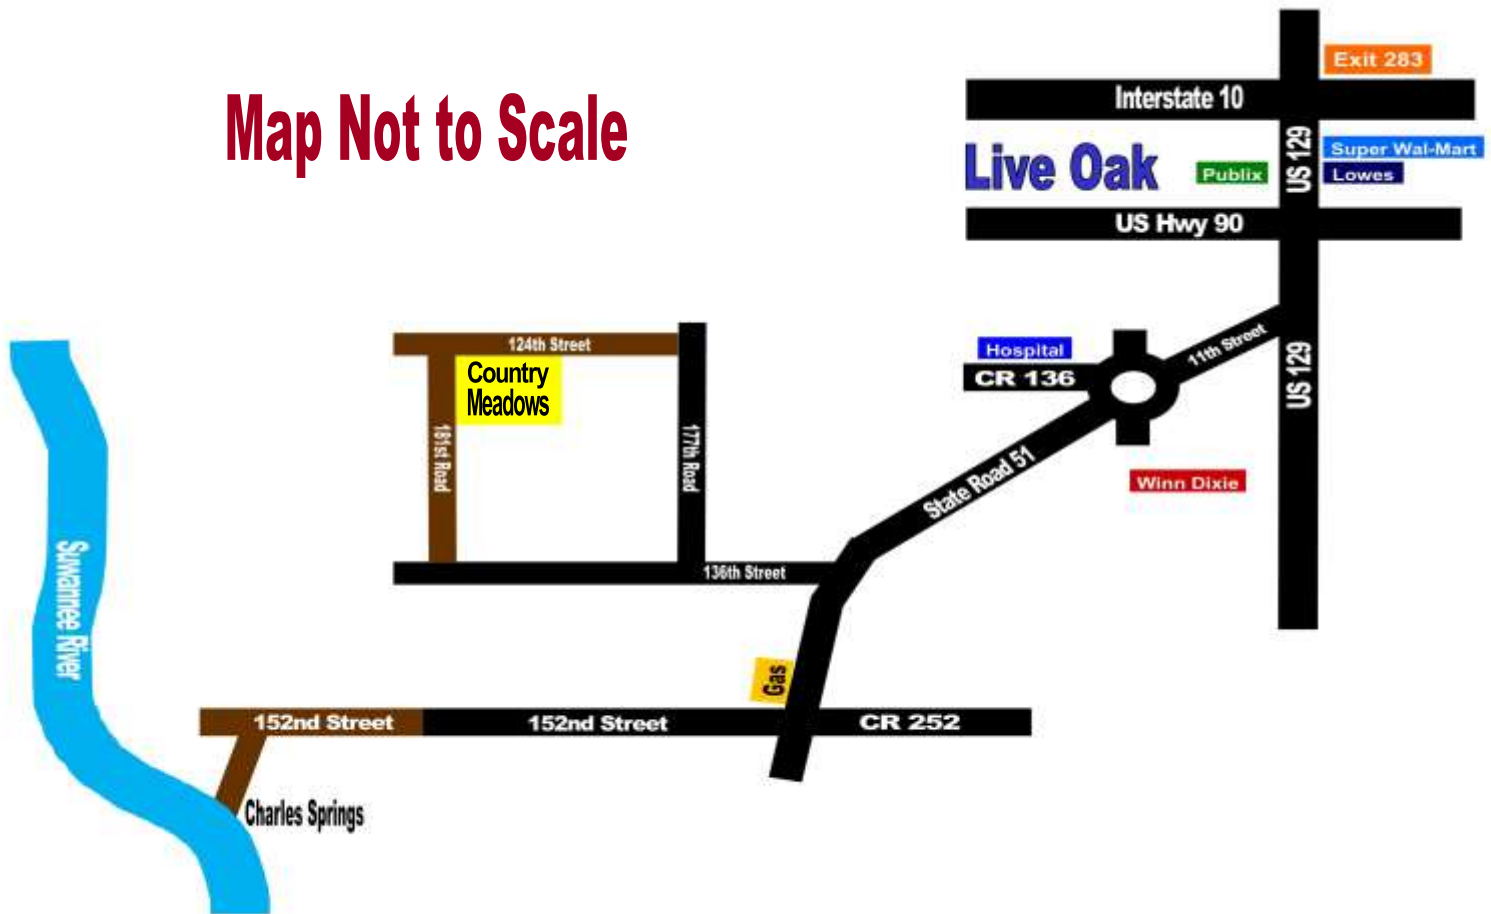 Exit 283
Map Not to Scale
Interstate 10
Live Oak
Publix
US 129
Super Wal-Mart
Lowes
US Hwy 90
124th Street
Country
Meadows
181st Road
177th Road
Hospital
CR 136
11th Street
US 129
State Road 51
Winn Dixie
136th Street
Suwannee River
Gas
152nd Street
152nd Street
CR 252
Charles Springs